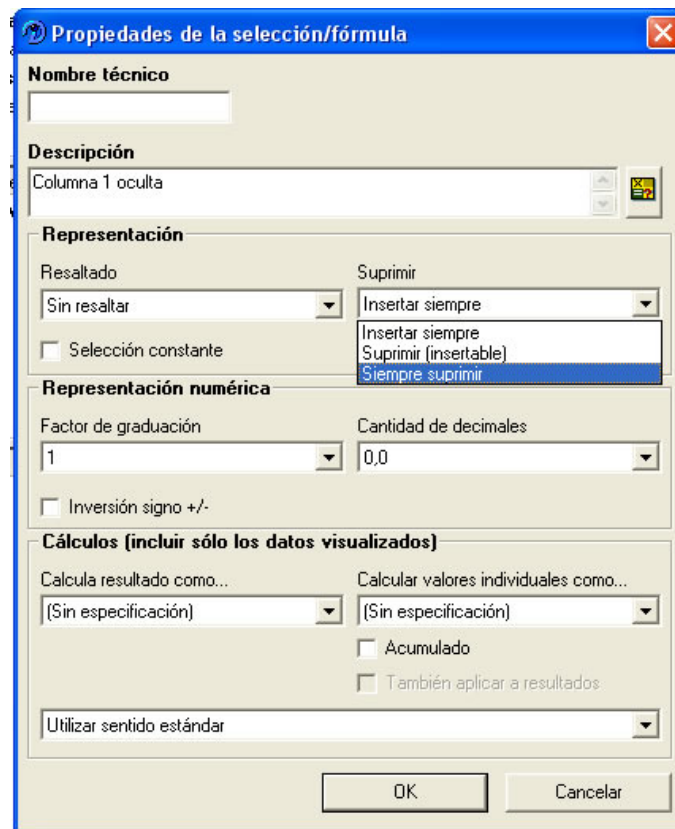 Propiedades de la selección/fórmula
Nombre técnico
Descripción
Columna 1 oculta
Representación
Resaltado Suprimir
Sin resaltar Insertar siempre
Insertar siempre
Selección constante Suprimir (insertable)
Siempre suprimir
Representación numérica
Factor de graduación Cantidad de decimales
1 0,0
Inversión signo +/-
Cálculos (incluir sólo los datos visualizados)
Calcula resultado como... Calcular valores individuales como...
(Sin especificación) (Sin especificación)
Acumulado
También aplicar a resultados
Utilizar sentido estándar
OK Cancelar